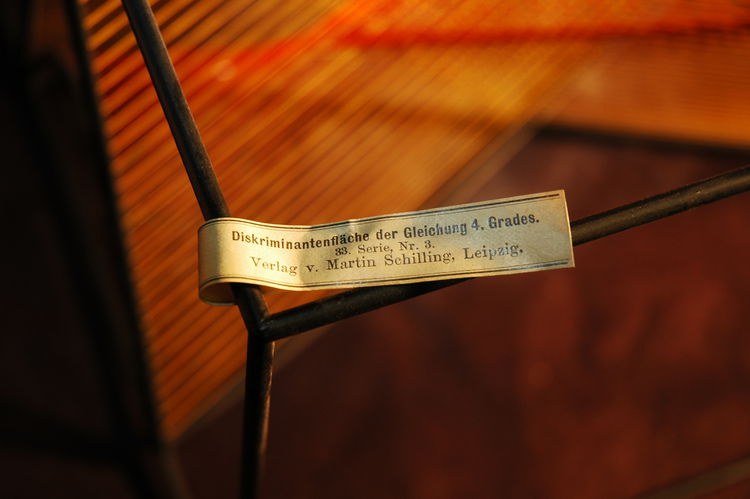 Diskriminantenfläche der Gleichung 4. Grades.
33. Serie, Nr. 3.
Verlag v. Martin Schilling, Leipzig,